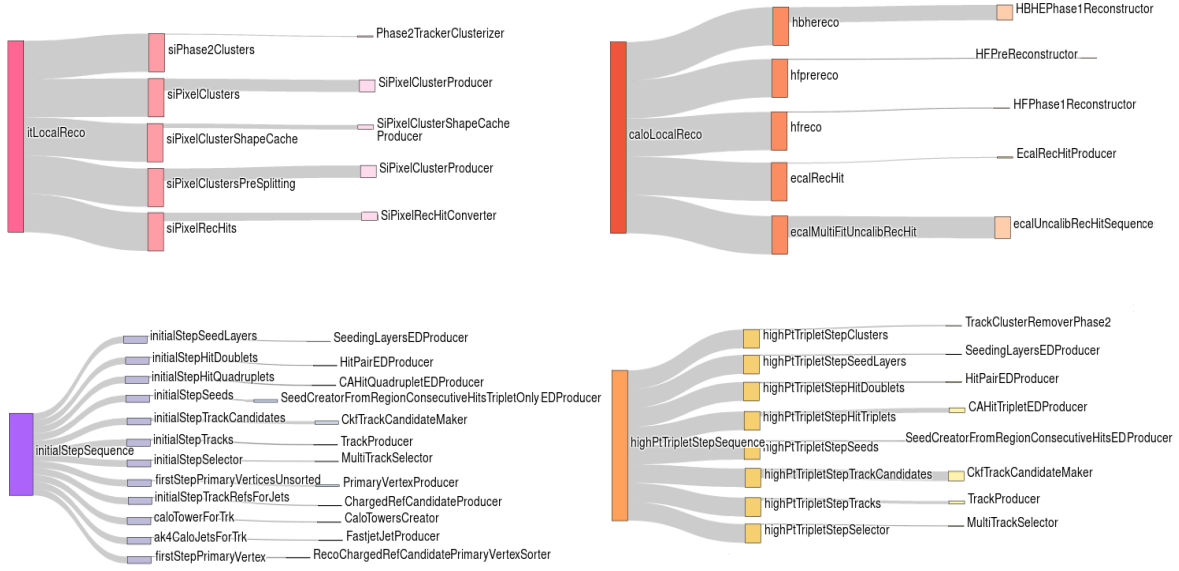 itLocalReco
siPhase2Clusters
Phase2TrackerClusterizer
siPixelClusters
SiPixelClusterProducer
siPixelClusterShapeCache
SiPixelClusterShapeCache
Producer
siPixelClustersPreSplitting
SiPixelClusterProducer
siPixelRecHits
SiPixelRecHitConverter
caloLocalReco
hbhereco
HBHEPhase1Reconstructor
hfprereco
HFPreReconstructor
hfreco
HFPhase1Reconstructor
ecalRecHit
EcalRecHitProducer
ecalMultiFitUncalibRecHit
ecalUncalibRecHitSequence
initialStepSequence
initialStepSeedLayers
SeedingLayersEDProducer
initialStepHitDoublets
HitPairEDProducer
initialStepHitQuadruplets
CAHitQuadrupletEDProducer
initialStepSeeds
SeedCreatorFromRegionConsecutiveHitsTripletOnly EDProducer
initialStepTrackCandidates
CkfTrackCandidateMaker
initialStepTracks
TrackProducer
initialStepSelector
MultiTrackSelector
firstStepPrimaryVerticesUnsorted
PrimaryVertexProducer
initialStepTrackRefsForJets
ChargedRefCandidateProducer
caloTowerForTrk
CaloTowersCreator
ak4CaloJetsForTrk
FastjetJetProducer
firstStepPrimaryVertex
RecoChargedRefCandidatePrimaryVertexSorter
highPtTripletStepSequence
highPtTripletStepClusters
TrackClusterRemoverPhase2
highPtTripletStepSeedLayers
SeedingLayersEDProducer
highPtTripletStepHitDoublets
HitPairEDProducer
highPtTripletStepHitTriplets
CAHitTripletEDProducer
highPtTripletStepSeeds
SeedCreatorFromRegionConsecutiveHitsEDProducer
highPtTripletStepTrackCandidates
CkfTrackCandidateMaker
highPtTripletStepTracks
TrackProducer
highPtTripletStepSelector
MultiTrackSelector